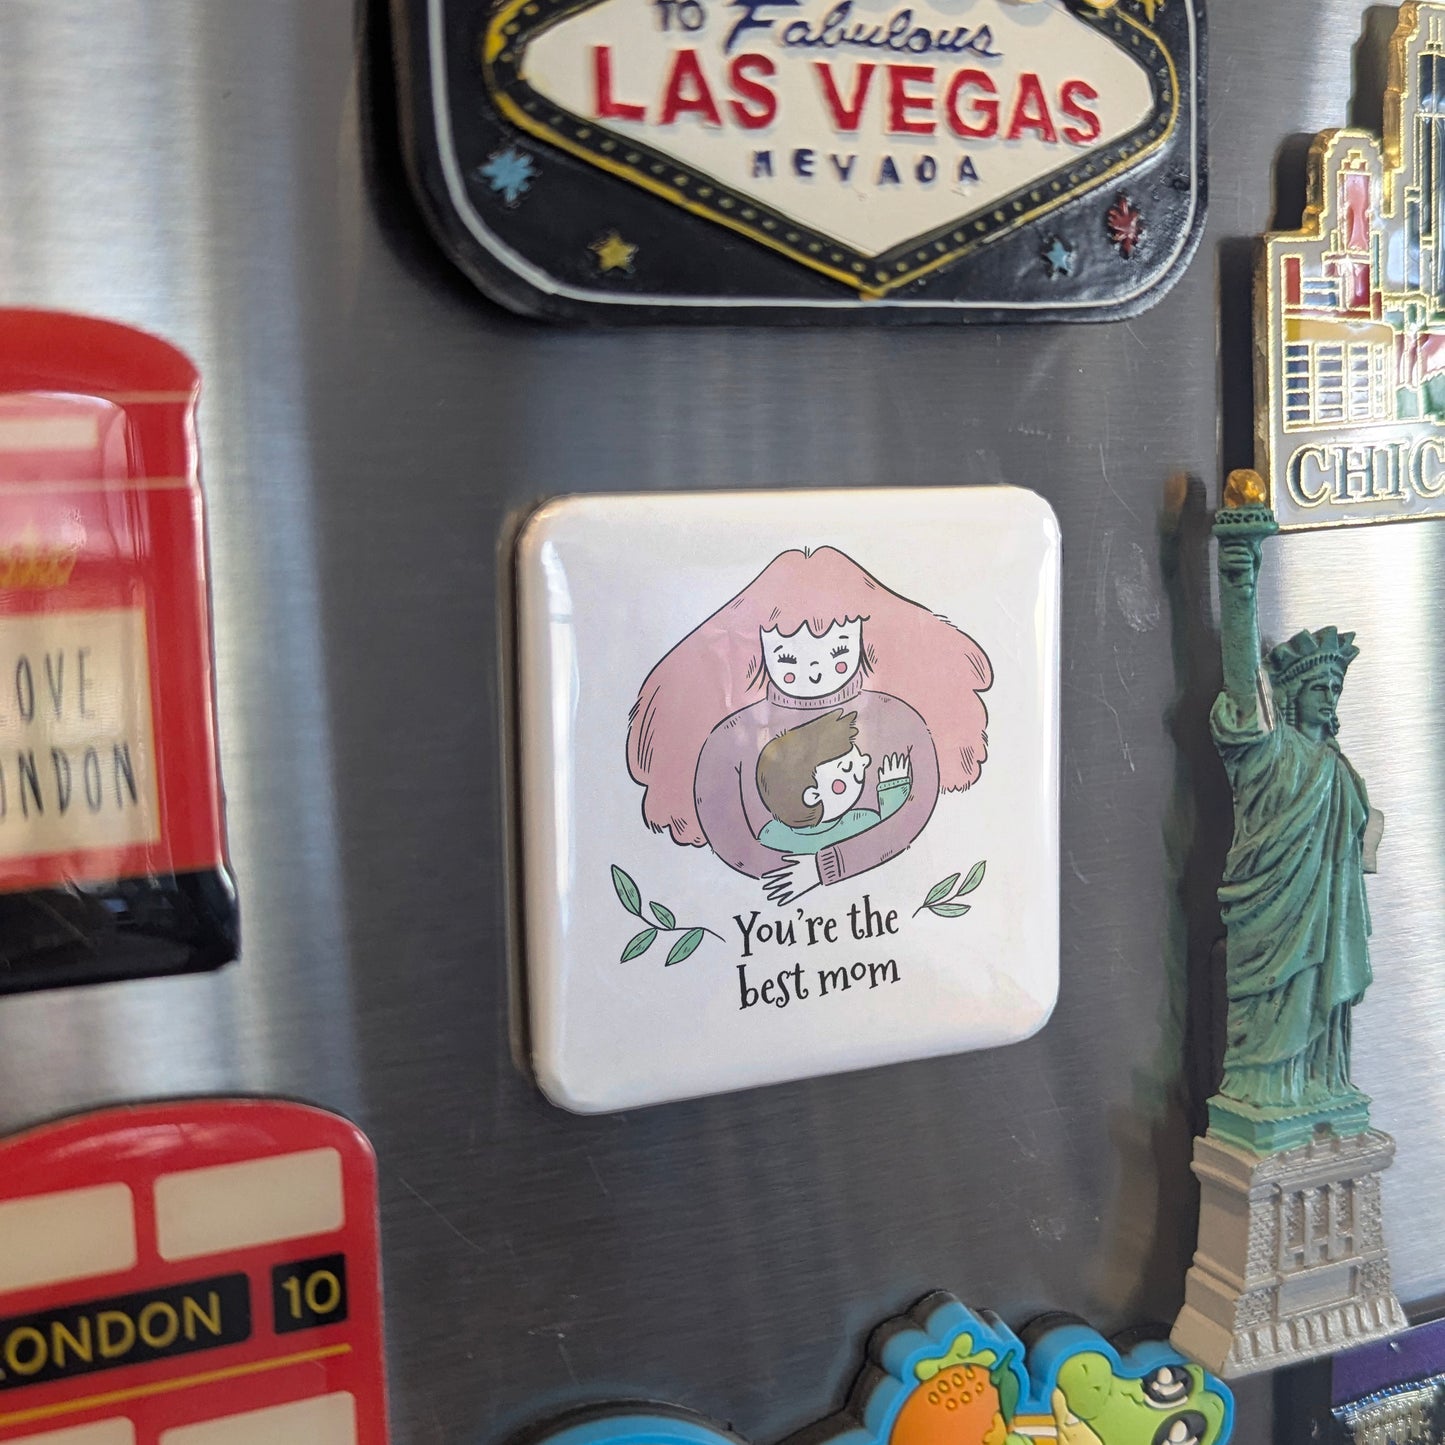 TO Fabulous
LAS VEGAS
NEVADA
CHIC
OVE
ONDON
You're the
best mom
LONDON 10